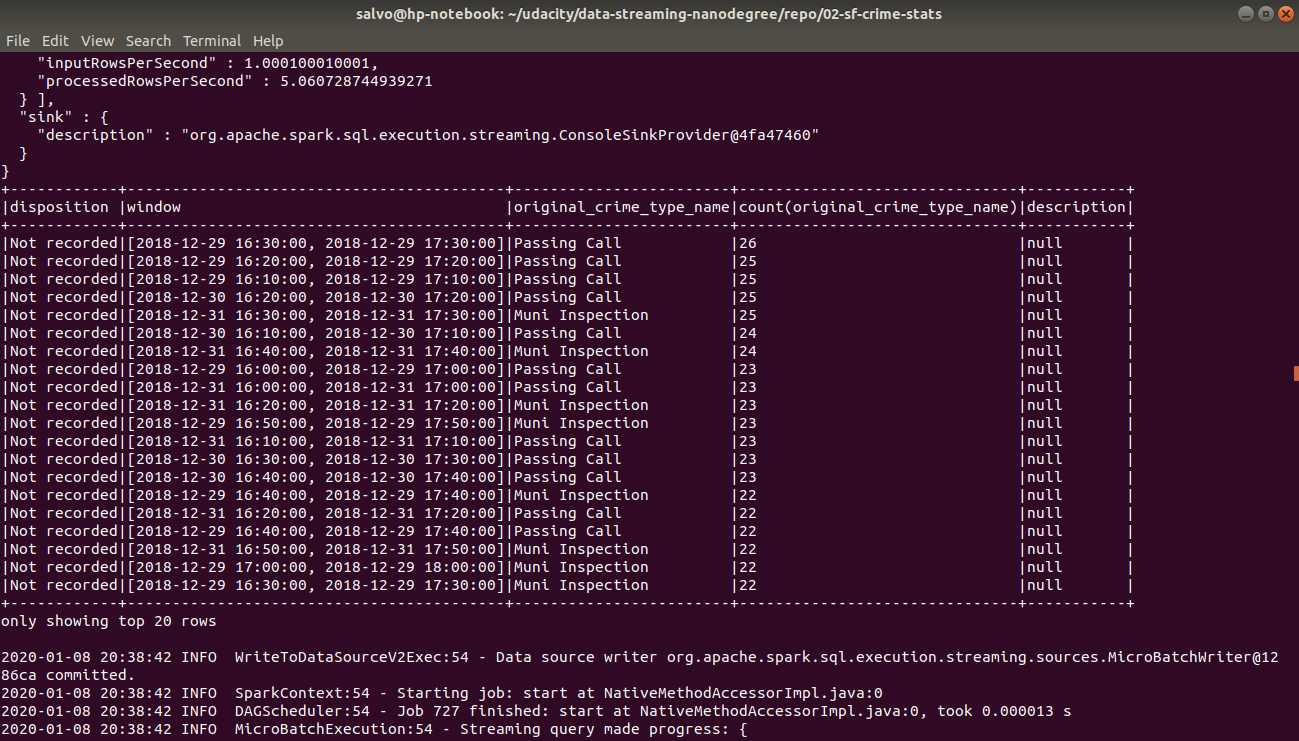 salvo@hp-notebook: ~/udacity/data-streaming-nanodegree/repo/02-sf-crime-stats
File Edit View Search Terminal Help
    "inputRowsPerSecond" : 1.000100010001,
    "processedRowsPerSecond" : 5.060728744939271
  } ],
  "sink" : {
    "description" : "org.apache.spark.sql.execution.streaming.ConsoleSinkProvider@4fa47460"
  }
}
+------------+------------------------------------------+------------------------+-------------------------------+-----------+
|disposition |window                                    |original_crime_type_name|count(original_crime_type_name)|description|
+------------+------------------------------------------+------------------------+-------------------------------+-----------+
|Not recorded|[2018-12-29 16:30:00, 2018-12-29 17:30:00]|Passing Call            |26                             |null       |
|Not recorded|[2018-12-29 16:20:00, 2018-12-29 17:20:00]|Passing Call            |25                             |null       |
|Not recorded|[2018-12-29 16:10:00, 2018-12-29 17:10:00]|Passing Call            |25                             |null       |
|Not recorded|[2018-12-30 16:20:00, 2018-12-30 17:20:00]|Passing Call            |25                             |null       |
|Not recorded|[2018-12-31 16:30:00, 2018-12-31 17:30:00]|Muni Inspection         |25                             |null       |
|Not recorded|[2018-12-30 16:10:00, 2018-12-30 17:10:00]|Passing Call            |24                             |null       |
|Not recorded|[2018-12-31 16:40:00, 2018-12-31 17:40:00]|Muni Inspection         |24                             |null       |
|Not recorded|[2018-12-29 16:00:00, 2018-12-29 17:00:00]|Passing Call            |23                             |null       |
|Not recorded|[2018-12-31 16:00:00, 2018-12-31 17:00:00]|Passing Call            |23                             |null       |
|Not recorded|[2018-12-31 16:20:00, 2018-12-31 17:20:00]|Muni Inspection         |23                             |null       |
|Not recorded|[2018-12-29 16:50:00, 2018-12-29 17:50:00]|Muni Inspection         |23                             |null       |
|Not recorded|[2018-12-31 16:10:00, 2018-12-31 17:10:00]|Passing Call            |23                             |null       |
|Not recorded|[2018-12-30 16:30:00, 2018-12-30 17:30:00]|Passing Call            |23                             |null       |
|Not recorded|[2018-12-30 16:40:00, 2018-12-30 17:40:00]|Passing Call            |23                             |null       |
|Not recorded|[2018-12-29 16:40:00, 2018-12-29 17:40:00]|Muni Inspection         |22                             |null       |
|Not recorded|[2018-12-31 16:20:00, 2018-12-31 17:20:00]|Passing Call            |22                             |null       |
|Not recorded|[2018-12-29 16:40:00, 2018-12-29 17:40:00]|Passing Call            |22                             |null       |
|Not recorded|[2018-12-31 16:50:00, 2018-12-31 17:50:00]|Muni Inspection         |22                             |null       |
|Not recorded|[2018-12-29 17:00:00, 2018-12-29 18:00:00]|Muni Inspection         |22                             |null       |
|Not recorded|[2018-12-29 16:30:00, 2018-12-29 17:30:00]|Muni Inspection         |22                             |null       |
+------------+------------------------------------------+------------------------+-------------------------------+-----------+
only showing top 20 rows

2020-01-08 20:38:42 INFO  WriteToDataSourceV2Exec:54 - Data source writer org.apache.spark.sql.execution.streaming.sources.MicroBatchWriter@12
86ca committed.
2020-01-08 20:38:42 INFO  SparkContext:54 - Starting job: start at NativeMethodAccessorImpl.java:0
2020-01-08 20:38:42 INFO  DAGScheduler:54 - Job 727 finished: start at NativeMethodAccessorImpl.java:0, took 0.000013 s
2020-01-08 20:38:42 INFO  MicroBatchExecution:54 - Streaming query made progress: {